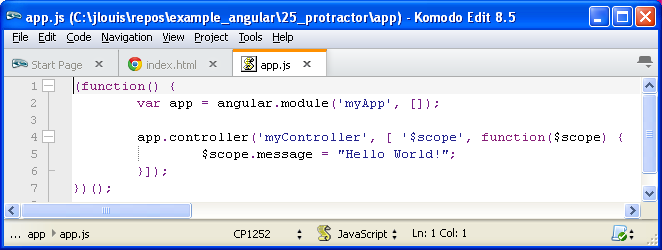 app.js (C:\jlouis\repos\example_angular\25_protractor\app) - Komodo Edit 8.5
File Edit Code Navigation View Project Tools Help
Start Page index.html app.js
1 (function() {
2 var app = angular.module('myApp', []);
3
4 app.controller('myController', [ '$scope', function($scope) {
5 $scope.message = "Hello World!";
6 }]);
7 })();
... app app.js CP1252 JavaScript Ln: 1 Col: 1